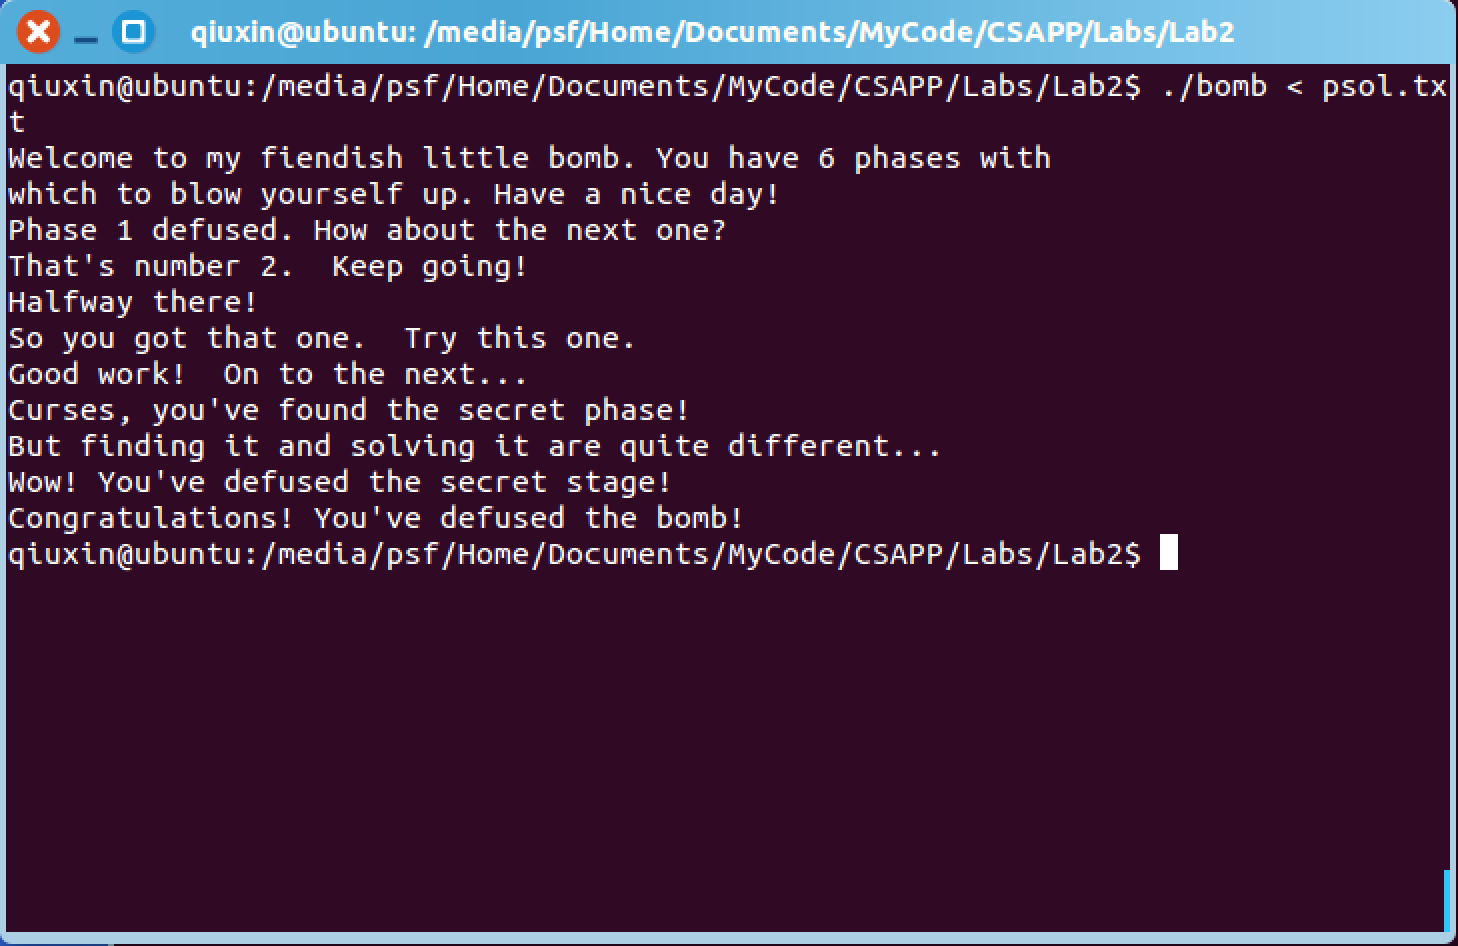 qiuxin@ubuntu: /media/psf/Home/Documents/MyCode/CSAPP/Labs/Lab2
qiuxin@ubuntu:/media/psf/Home/Documents/MyCode/CSAPP/Labs/Lab2$ ./bomb < psol.tx
t
Welcome to my fiendish little bomb. You have 6 phases with
which to blow yourself up. Have a nice day!
Phase 1 defused. How about the next one?
That's number 2.  Keep going!
Halfway there!
So you got that one.  Try this one.
Good work!  On to the next...
Curses, you've found the secret phase!
But finding it and solving it are quite different...
Wow! You've defused the secret stage!
Congratulations! You've defused the bomb!
qiuxin@ubuntu:/media/psf/Home/Documents/MyCode/CSAPP/Labs/Lab2$